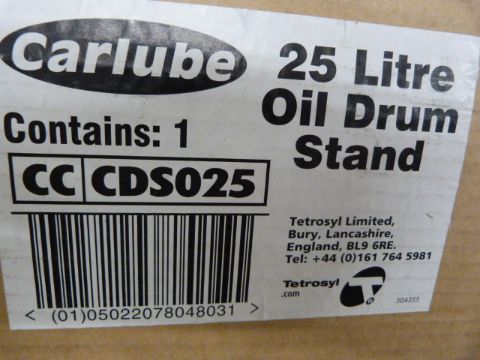 Carlube
25 Litre
Oil Drum
Stand
Contains: 1
CC CDS025
Tetrosyl Limited,
Bury, Lancashire,
England, BL9 6RE.
Tel: +44 (0)161 764 5981
Tetrosyl
.com
T
504355
< (01)05022078048031 >